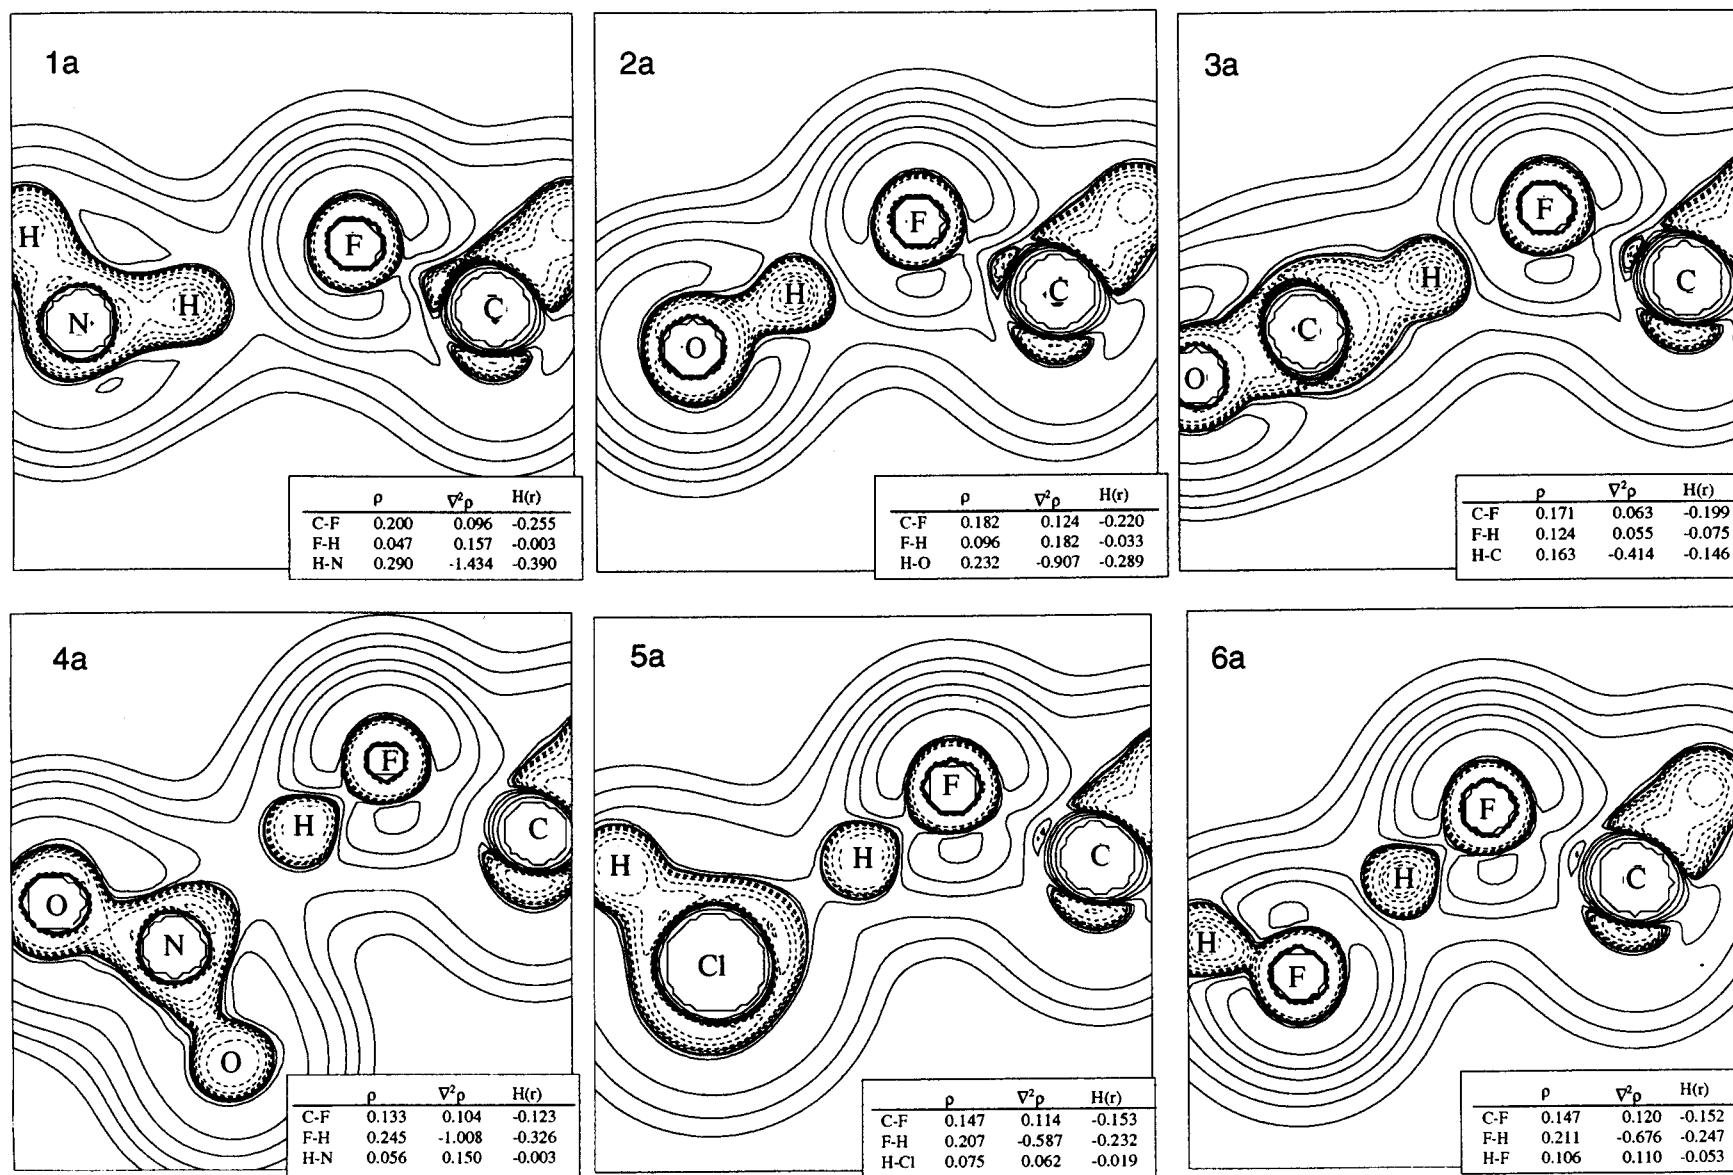 1a
H
N
H
F
C
ρ ∇²ρ H(r)
C-F 0.200 0.096 -0.255
F-H 0.047 0.157 -0.003
H-N 0.290 -1.434 -0.390
2a
O
H
F
C
ρ ∇²ρ H(r)
C-F 0.182 0.124 -0.220
F-H 0.096 0.182 -0.033
H-O 0.232 -0.907 -0.289
3a
O
C
H
F
C
ρ ∇²ρ H(r)
C-F 0.171 0.063 -0.199
F-H 0.124 0.055 -0.075
H-C 0.163 -0.414 -0.146
4a
O
N
O
H
F
C
ρ ∇²ρ H(r)
C-F 0.133 0.104 -0.123
F-H 0.245 -1.008 -0.326
H-N 0.056 0.150 -0.003
5a
H
Cl
H
F
C
ρ ∇²ρ H(r)
C-F 0.147 0.114 -0.153
F-H 0.207 -0.587 -0.232
H-Cl 0.075 0.062 -0.019
6a
H
F
H
F
C
ρ ∇²ρ H(r)
C-F 0.147 0.120 -0.152
F-H 0.211 -0.676 -0.247
H-F 0.106 0.110 -0.053